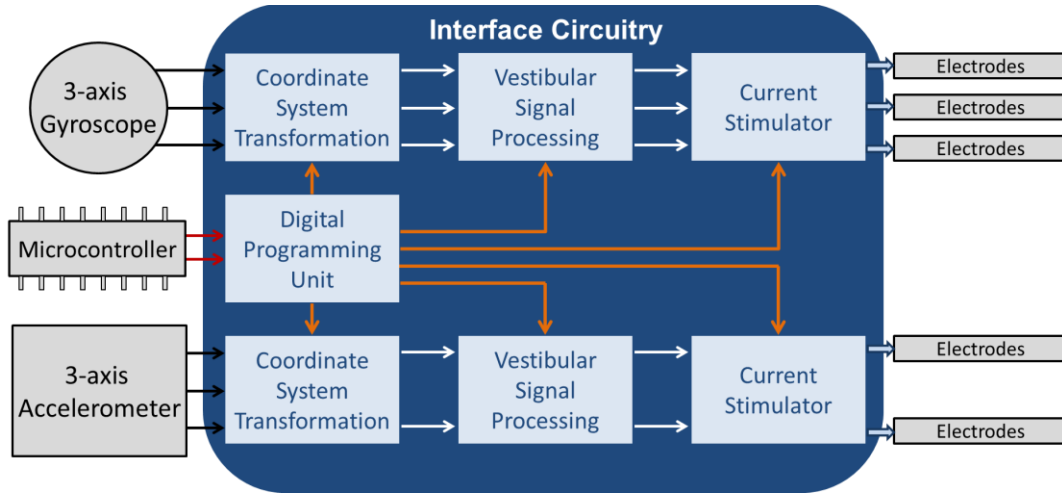 Interface Circuitry
3-axis
Gyroscope
Coordinate
System
Transformation
Vestibular
Signal
Processing
Current
Stimulator
Electrodes
Electrodes
Electrodes
Microcontroller
Digital
Programming
Unit
3-axis
Accelerometer
Coordinate
System
Transformation
Vestibular
Signal
Processing
Current
Stimulator
Electrodes
Electrodes